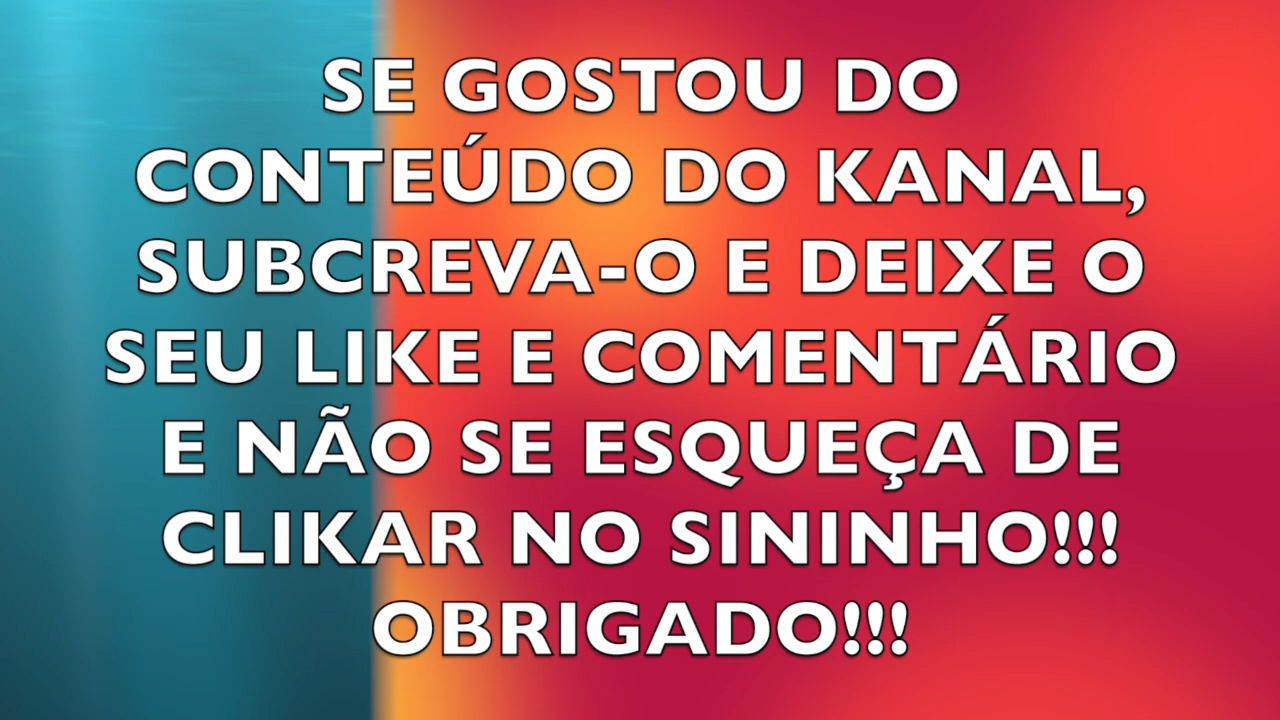 SE GOSTOU DO
CONTEÚDO DO KANAL,
SUBCREVA-O E DEIXE O
SEU LIKE E COMENTÁRIO
E NÃO SE ESQUEÇA DE
CLIKAR NO SININHO!!!
OBRIGADO!!!